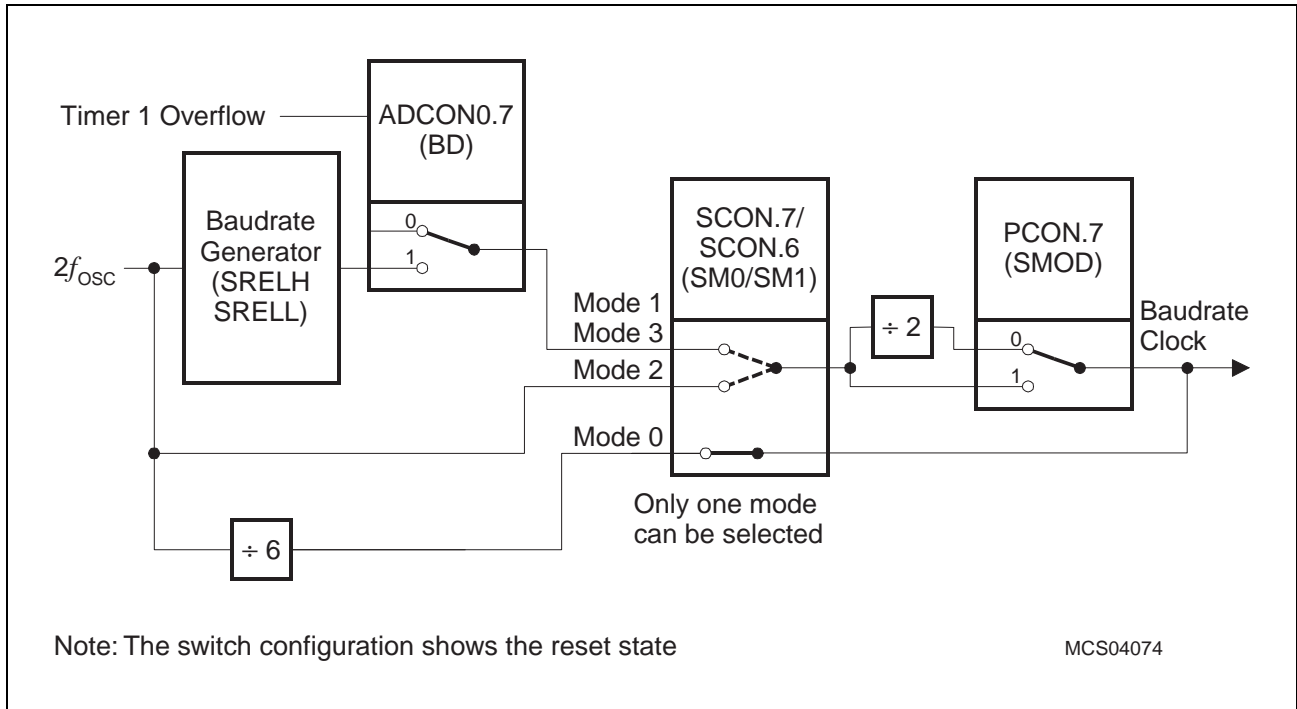 Timer 1 Overflow
ADCON0.7
(BD)
Baudrate
Generator
(SRELH
SRELL)
2fOSC
0
1
SCON.7/
SCON.6
(SM0/SM1)
PCON.7
(SMOD)
Mode 1
Mode 3
Mode 2
Mode 0
÷ 2
0
1
Baudrate
Clock
Only one mode
can be selected
÷ 6
Note: The switch configuration shows the reset state
MCS04074